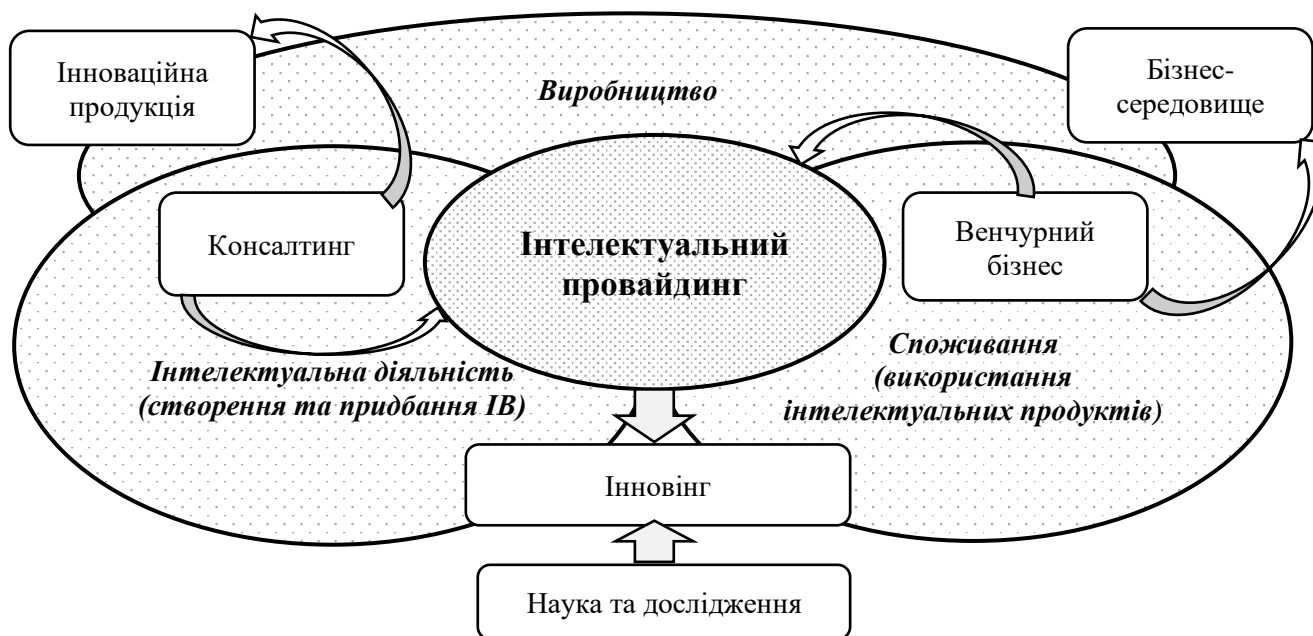 Інноваційна
продукція
Виробництво
Бізнес-
середовище
Консалтинг
Інтелектуальний
провайдинг
Венчурний
бізнес
Інтелектуальна діяльність
(створення та придбання ІВ)
Споживання
(використання
інтелектуальних продуктів)
Інновінг
Наука та дослідження